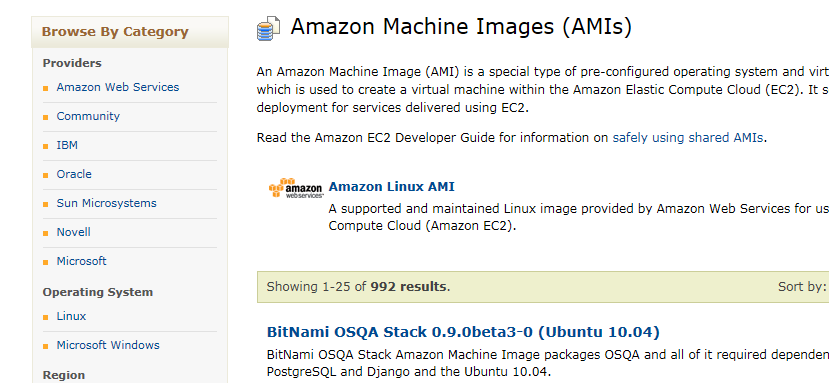 Browse By Category
Providers
Amazon Web Services
Community
IBM
Oracle
Sun Microsystems
Novell
Microsoft
Operating System
Linux
Microsoft Windows
Region
Amazon Machine Images (AMIs)
An Amazon Machine Image (AMI) is a special type of pre-configured operating system and virt
which is used to create a virtual machine within the Amazon Elastic Compute Cloud (EC2). It s
deployment for services delivered using EC2.
Read the Amazon EC2 Developer Guide for information on safely using shared AMIs.
amazon
webservices
Amazon Linux AMI
A supported and maintained Linux image provided by Amazon Web Services for us
Compute Cloud (Amazon EC2).
Showing 1-25 of 992 results. Sort by:
BitNami OSQA Stack 0.9.0beta3-0 (Ubuntu 10.04)
BitNami OSQA Stack Amazon Machine Image packages OSQA and all of it required dependen
PostgreSQL and Django and the Ubuntu 10.04.